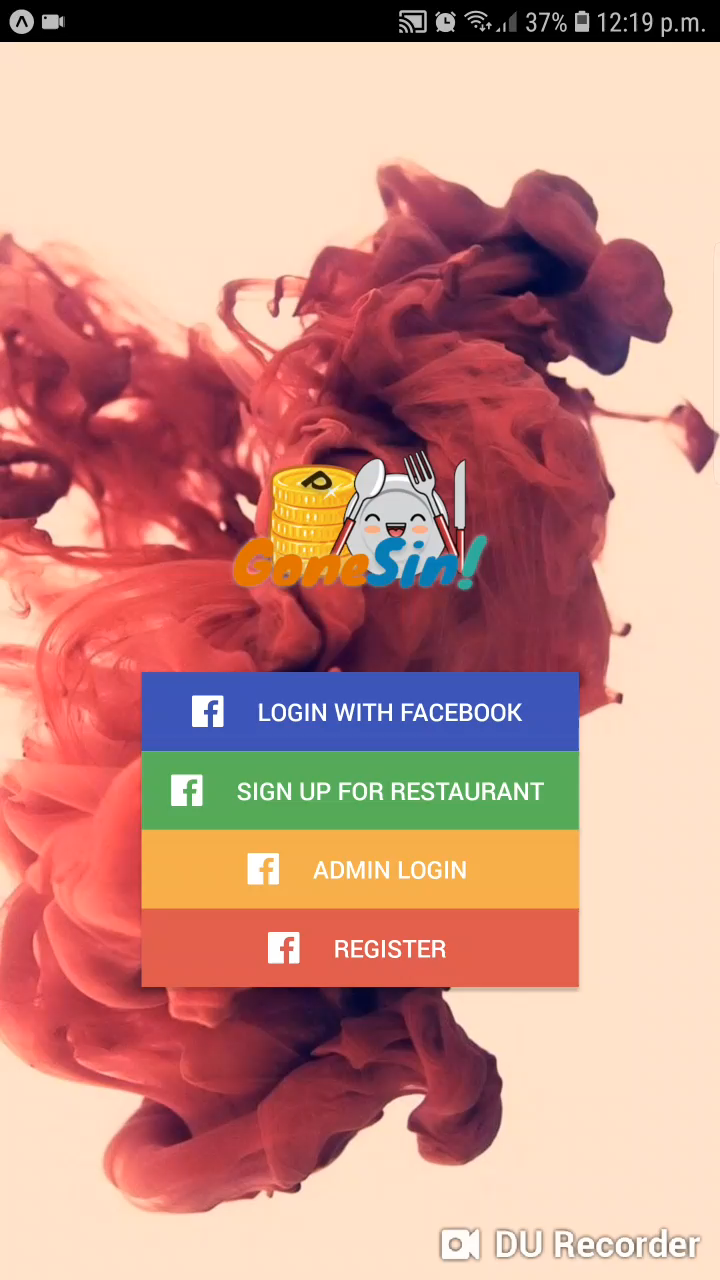 37% 12:19 p.m.
GoneSin!
LOGIN WITH FACEBOOK
SIGN UP FOR RESTAURANT
ADMIN LOGIN
REGISTER
DU Recorder